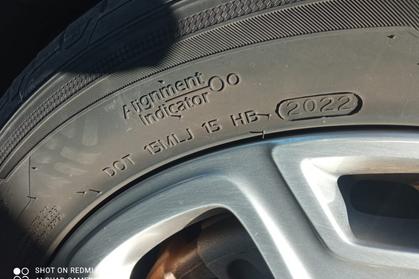 Alignment
Indicator
DOT 15MLJ 15 HB 2022
SHOT ON REDMI